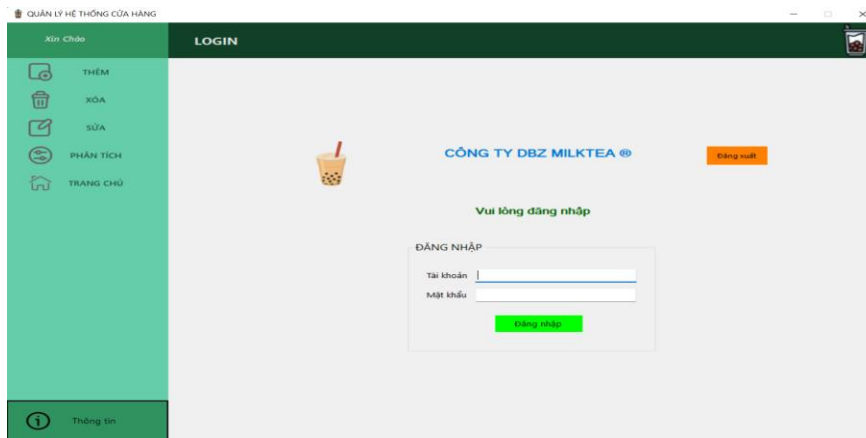 QUẢN LÝ HỆ THỐNG CỬA HÀNG
Xin Chào
LOGIN
THÊM
XÓA
SỬA
PHÂN TÍCH
TRANG CHỦ
CÔNG TY DBZ MILKTEA ®
Đăng xuất
Vui lòng đăng nhập
ĐĂNG NHẬP
Tài khoản
Mật khẩu
Đăng nhập
Thông tin